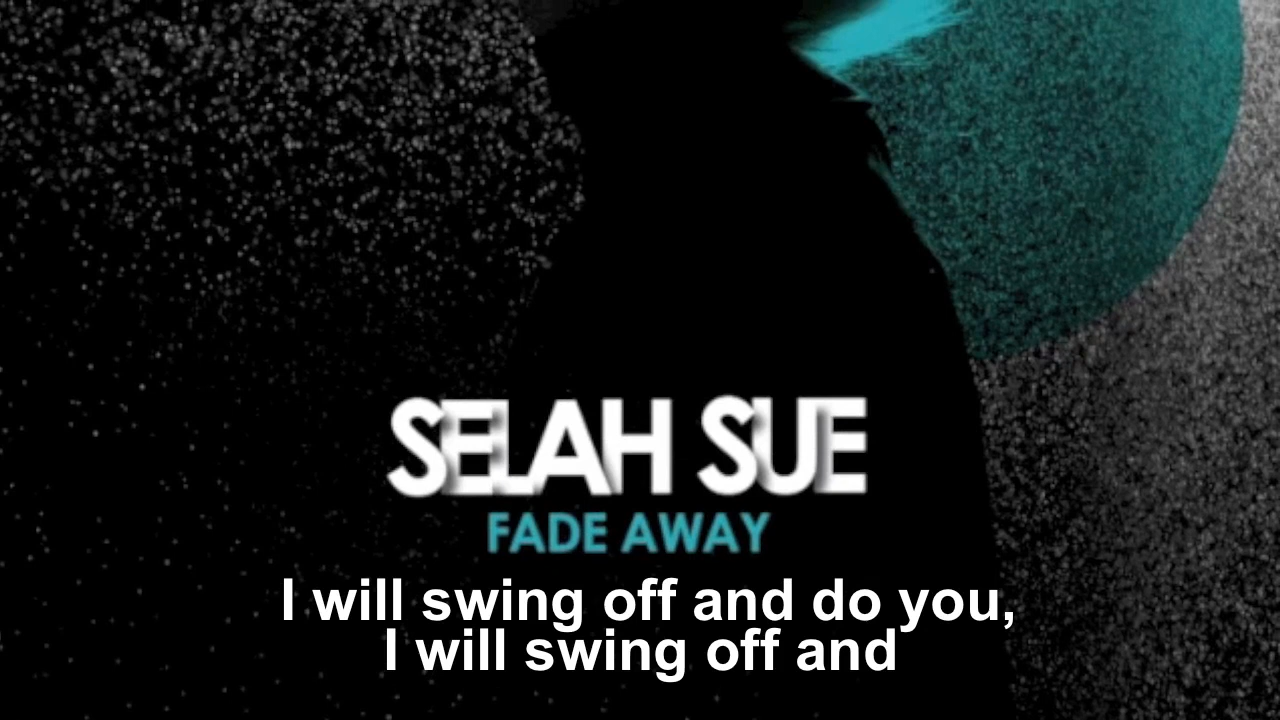 SELAH SUE
FADE AWAY
I will swing off and do you,
I will swing off and